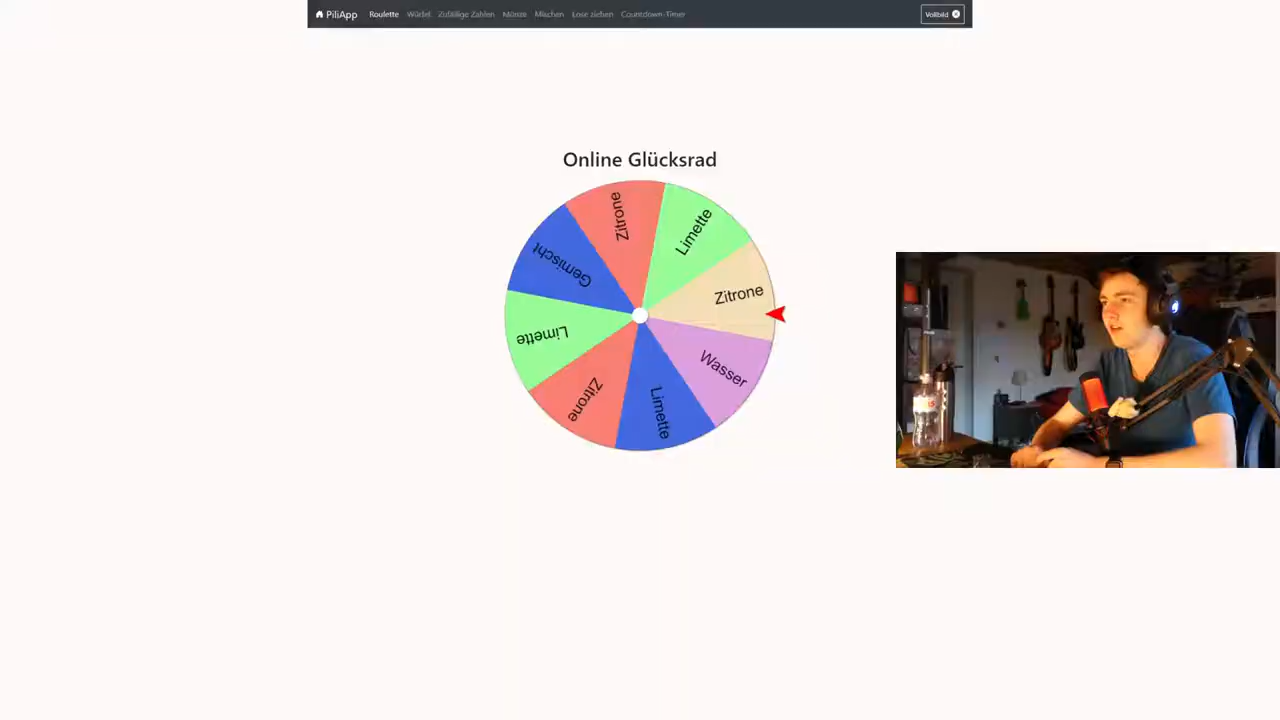 PiliApp Roulette Würfel Zufällige Zahlen Münze Mischen Lose ziehen Countdown-Timer Vollbild
Online Glücksrad
Zitrone
Limette
Zitrone
Wasser
Limette
Zitrone
Limette
Gemischt